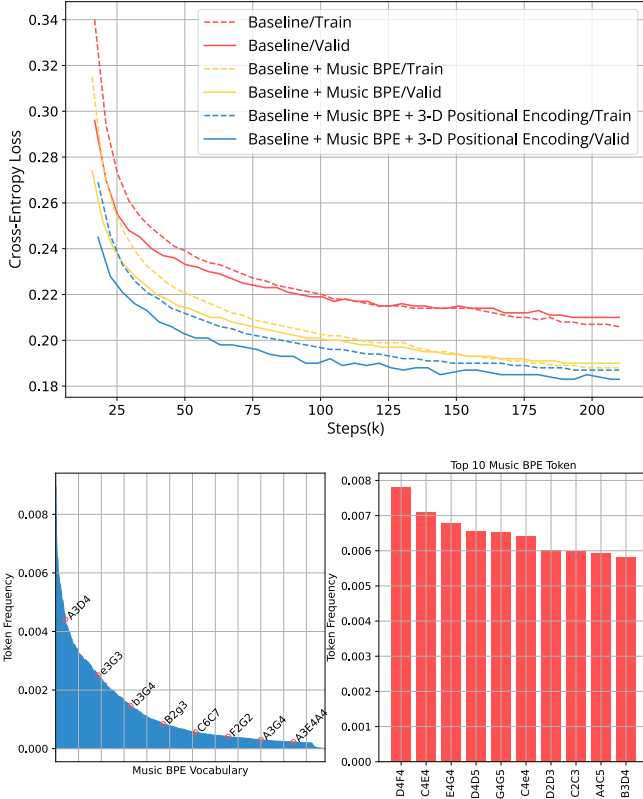 0.34
0.32
0.30
0.28
0.26
0.24
0.22
0.20
0.18
Cross-Entropy Loss
Baseline/Train
Baseline/Valid
Baseline + Music BPE/Train
Baseline + Music BPE/Valid
Baseline + Music BPE + 3-D Positional Encoding/Train
Baseline + Music BPE + 3-D Positional Encoding/Valid
25 50 75 100 125 150 175 200
Steps(k)
0.008
0.006
0.004
0.002
0.000
Token Frequency
A3D4
e3G3
b3G4
B2g3
C6C7
F2G2
A3G4
A3E4A4
Music BPE Vocabulary
Top 10 Music BPE Token
0.008
0.007
0.006
0.005
0.004
0.003
0.002
0.001
0.000
Token Frequency
D4F4
C4E4
E4G4
D4D5
G4G5
C4e4
D2D3
C2C3
A4C5
B3D4